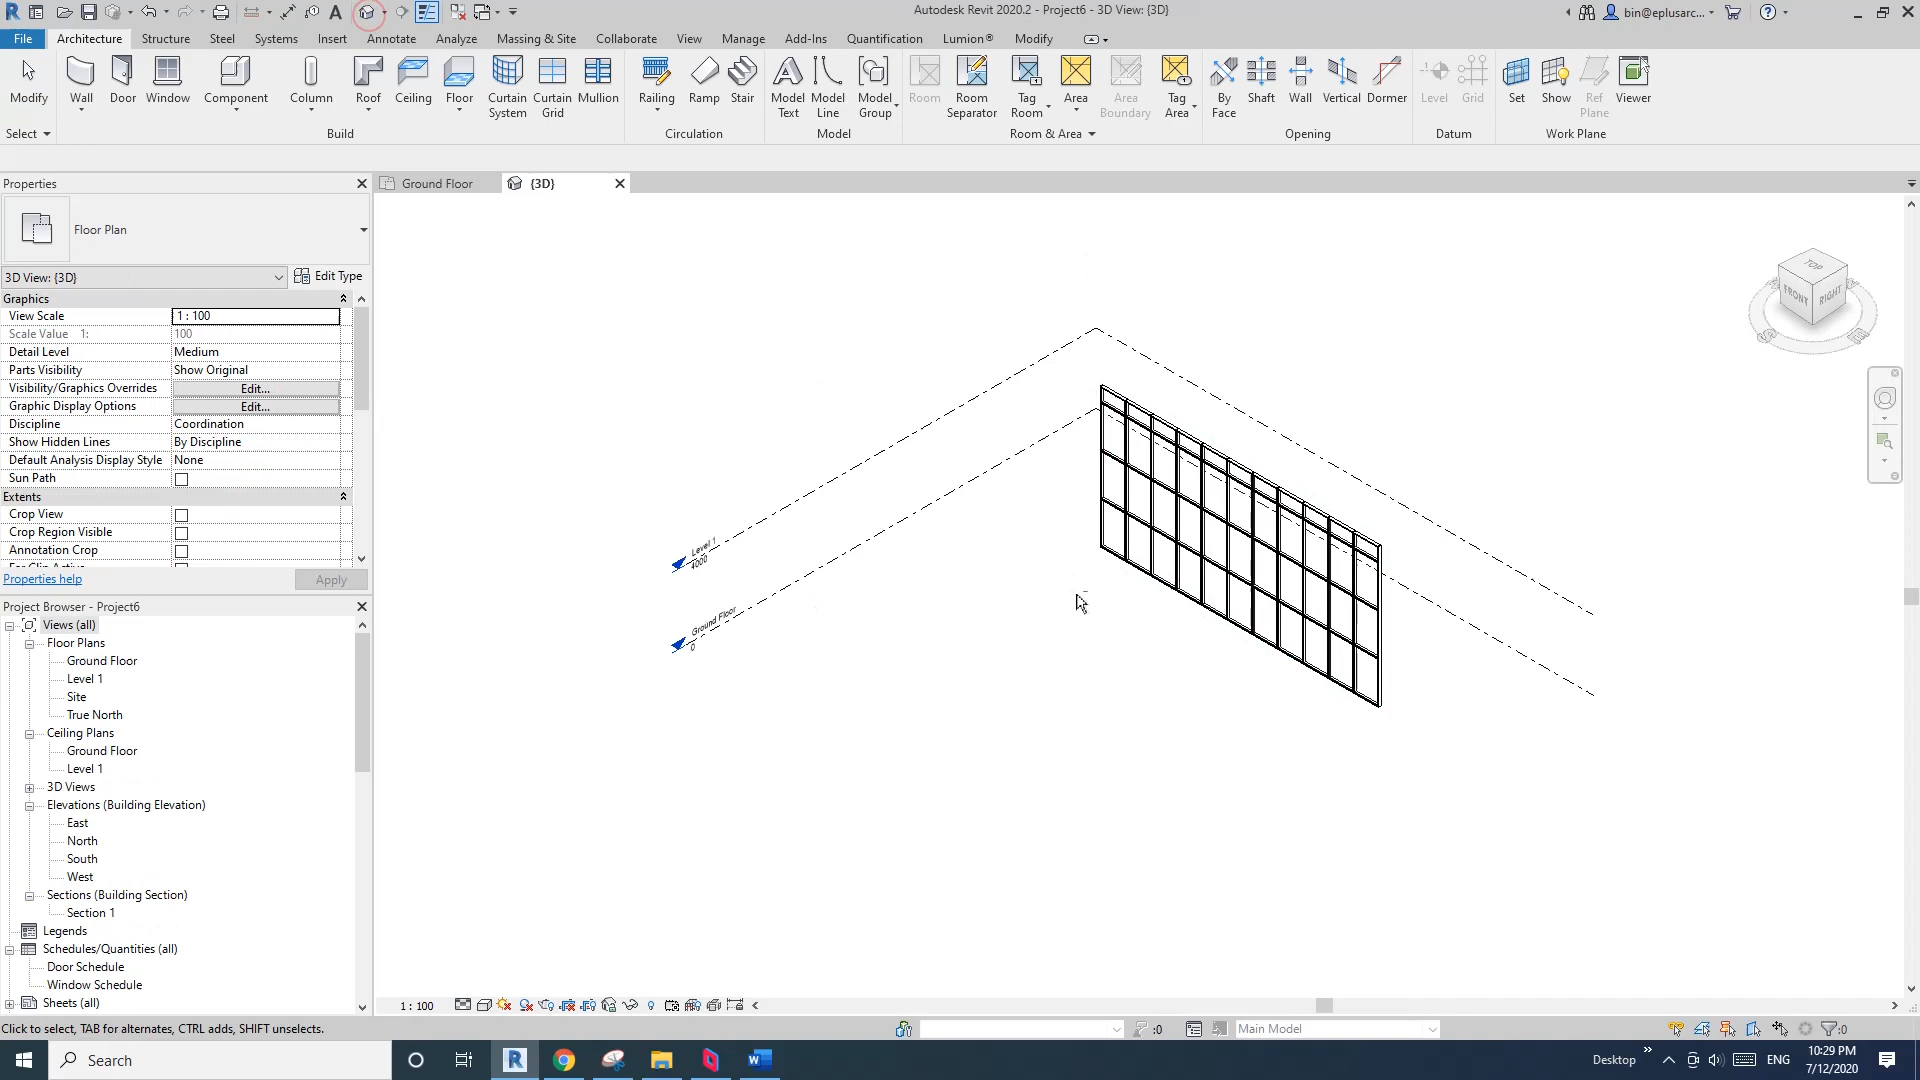 Autodesk Revit 2020.2 - Project6 - 3D View: {3D}
bin@eplusarc...
File Architecture Structure Steel Systems Insert Annotate Analyze Massing & Site Collaborate View Manage Add-Ins Quantification Lumion® Modify
Modify Wall Door Window Component Column Roof Ceiling Floor Curtain System Curtain Grid Mullion Railing Ramp Stair Model Text Model Line Model Group Room Room Separator Tag Room Area Area Boundary Tag Area By Face Shaft Wall Vertical Dormer Level Grid Set Show Ref Plane Viewer
Select Build Circulation Model Room & Area Opening Datum Work Plane
Properties
Ground Floor {3D}
Floor Plan
3D View: {3D} Edit Type
Graphics
View Scale 1 : 100
Scale Value 1: 100
Detail Level Medium
Parts Visibility Show Original
Visibility/Graphics Overrides Edit...
Graphic Display Options Edit...
Discipline Coordination
Show Hidden Lines By Discipline
Default Analysis Display Style None
Sun Path
Extents
Crop View
Crop Region Visible
Annotation Crop
Properties help Apply
Project Browser - Project6
Views (all)
Floor Plans
Ground Floor
Level 1
Site
True North
Ceiling Plans
Ground Floor
Level 1
3D Views
Elevations (Building Elevation)
East
North
South
West
Sections (Building Section)
Section 1
Legends
Schedules/Quantities (all)
Door Schedule
Window Schedule
Sheets (all)
TOP
FRONT RIGHT
S E
Level 1
4000
Ground Floor
0
1 : 100
Click to select, TAB for alternates, CTRL adds, SHIFT unselects.
:0 Main Model :0
Search
Desktop ENG
10:29 PM
7/12/2020